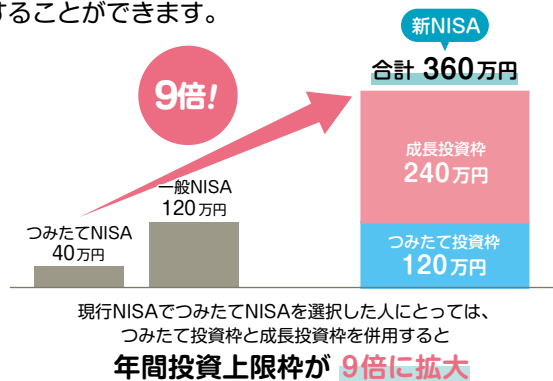 することができます。
新NISA
合計 360万円
9倍!
成長投資枠
240万円
一般NISA
120万円
つみたてNISA
40万円
つみたて投資枠
120万円
現行NISAでつみたてNISAを選択した人にとっては、
つみたて投資枠と成長投資枠を併用すると
年間投資上限枠が 9倍に拡大